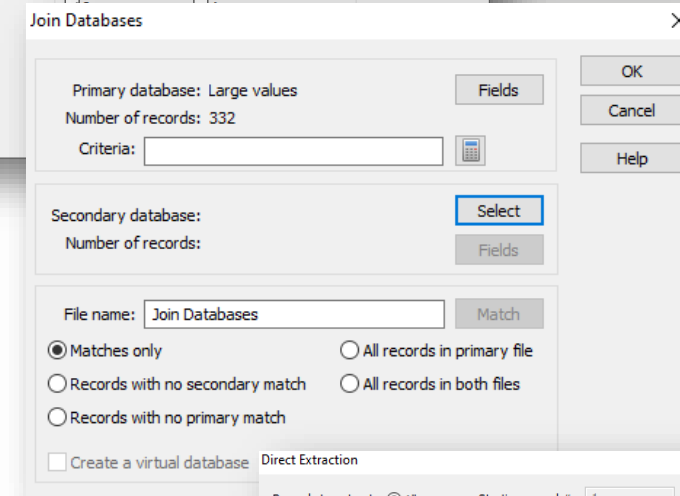 Join Databases
Primary database: Large values
Fields
OK
Number of records: 332
Cancel
Criteria:
Help
Secondary database:
Select
Number of records:
Fields
File name: Join Databases
Match
Matches only
All records in primary file
Records with no secondary match
All records in both files
Records with no primary match
Create a virtual database
Direct Extraction